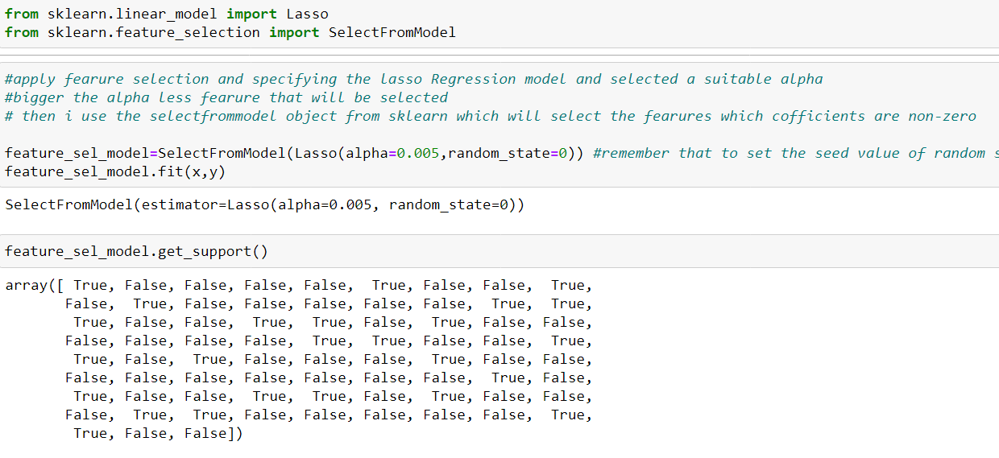 from sklearn.linear_model import Lasso
from sklearn.feature_selection import SelectFromModel
#apply fearure selection and specifying the lasso Regression model and selected a suitable alpha
#bigger the alpha less fearure that will be selected
# then i use the selectfrommodel object from sklearn which will select the fearures which cofficients are non-zero
feature_sel_model=SelectFromModel(Lasso(alpha=0.005,random_state=0)) #remember that to set the seed value of random s
feature_sel_model.fit(x,y)
SelectFromModel(estimator=Lasso(alpha=0.005, random_state=0))
feature_sel_model.get_support()
array([ True, False, False, False, False,  True, False, False,  True,
       False,  True, False, False, False, False, False,  True,  True,
        True, False, False,  True,  True, False,  True, False, False,
       False, False, False, False,  True,  True, False, False,  True,
        True, False,  True, False, False, False,  True, False, False,
       False, False, False, False, False, False, False,  True, False,
        True, False, False,  True,  True, False,  True, False, False,
       False,  True,  True, False, False, False, False, False,  True,
        True, False, False])